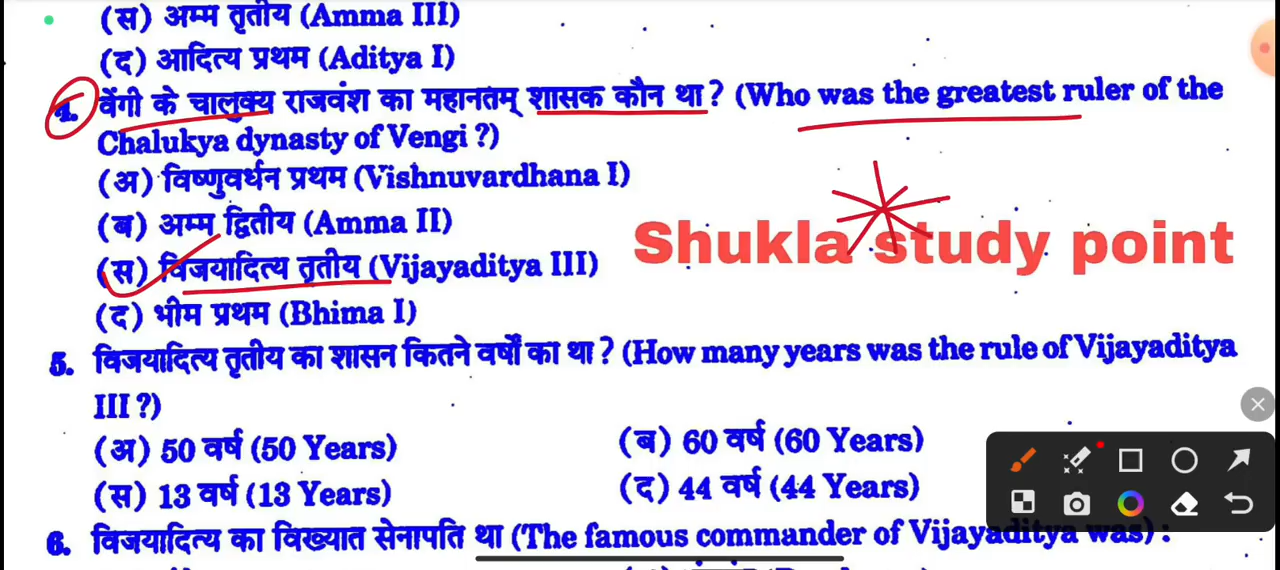 (स) अम्म तृतीय (Amma III)
(द) आदित्य प्रथम (Aditya I)
4. वेंगी के चालुक्य राजवंश का महानतम् शासक कौन था? (Who was the greatest ruler of the
Chalukya dynasty of Vengi ?)
(अ) विष्णुवर्धन प्रथम (Vishnuvardhana I)
(ब) अम्म द्वितीय (Amma II)
Shukla study point
(स) विजयादित्य तृतीय (Vijayaditya III)
(द) भीम प्रथम (Bhima I)
5. विजयादित्य तृतीय का शासन कितने वर्षों का था? (How many years was the rule of Vijayaditya
III ?)
(अ) 50 वर्ष (50 Years) (ब) 60 वर्ष (60 Years)
(स) 13 वर्ष (13 Years) (द) 44 वर्ष (44 Years)
6. विजयादित्य का विख्यात सेनापति था (The famous commander of Vijayaditya was) :